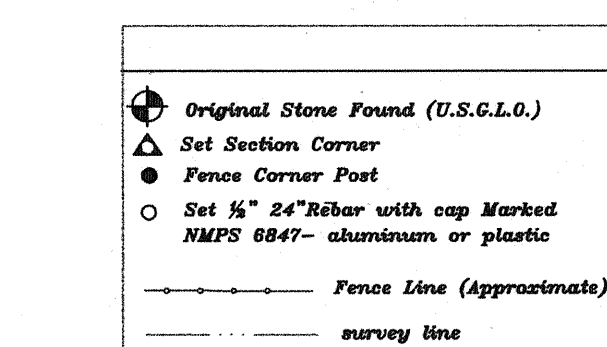 Original Stone Found (U.S.G.L.O.)
Set Section Corner
Fence Corner Post
Set ½" 24"Rebar with cap Marked
NMPS 6847- aluminum or plastic
Fence Line (Approximate)
survey line